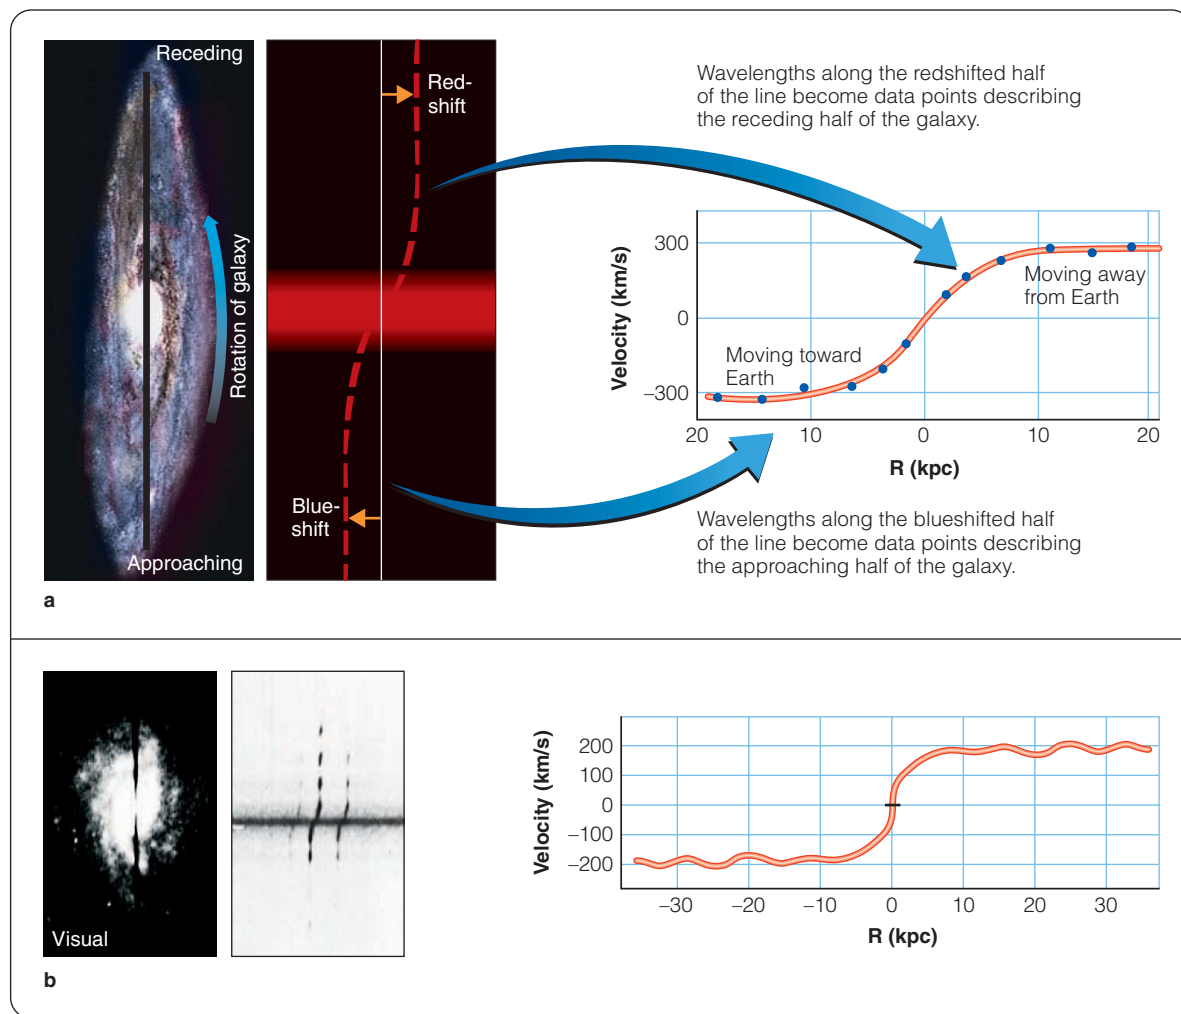 Receding
Red-
shift
Rotation of galaxy
Blue-
shift
Approaching
a
Wavelengths along the redshifted half
of the line become data points describing
the receding half of the galaxy.
Velocity (km/s)
300
0
−300
Moving away
from Earth
Moving toward
Earth
20
10
0
10
20
R (kpc)
Wavelengths along the blueshifted half
of the line become data points describing
the approaching half of the galaxy.
Visual
b
Velocity (km/s)
200
100
0
−100
−200
−30
−20
−10
0
10
20
30
R (kpc)